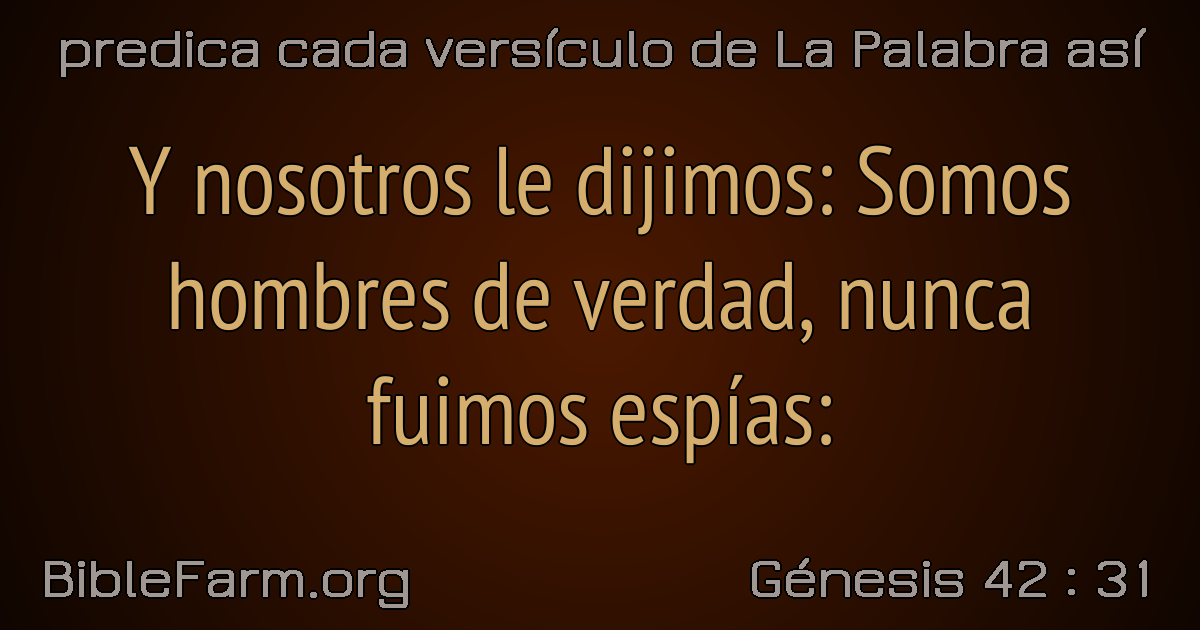 predica cada versículo de La Palabra así
Y nosotros le dijimos: Somos
hombres de verdad, nunca
fuimos espías:
BibleFarm.org
Génesis 42 : 31